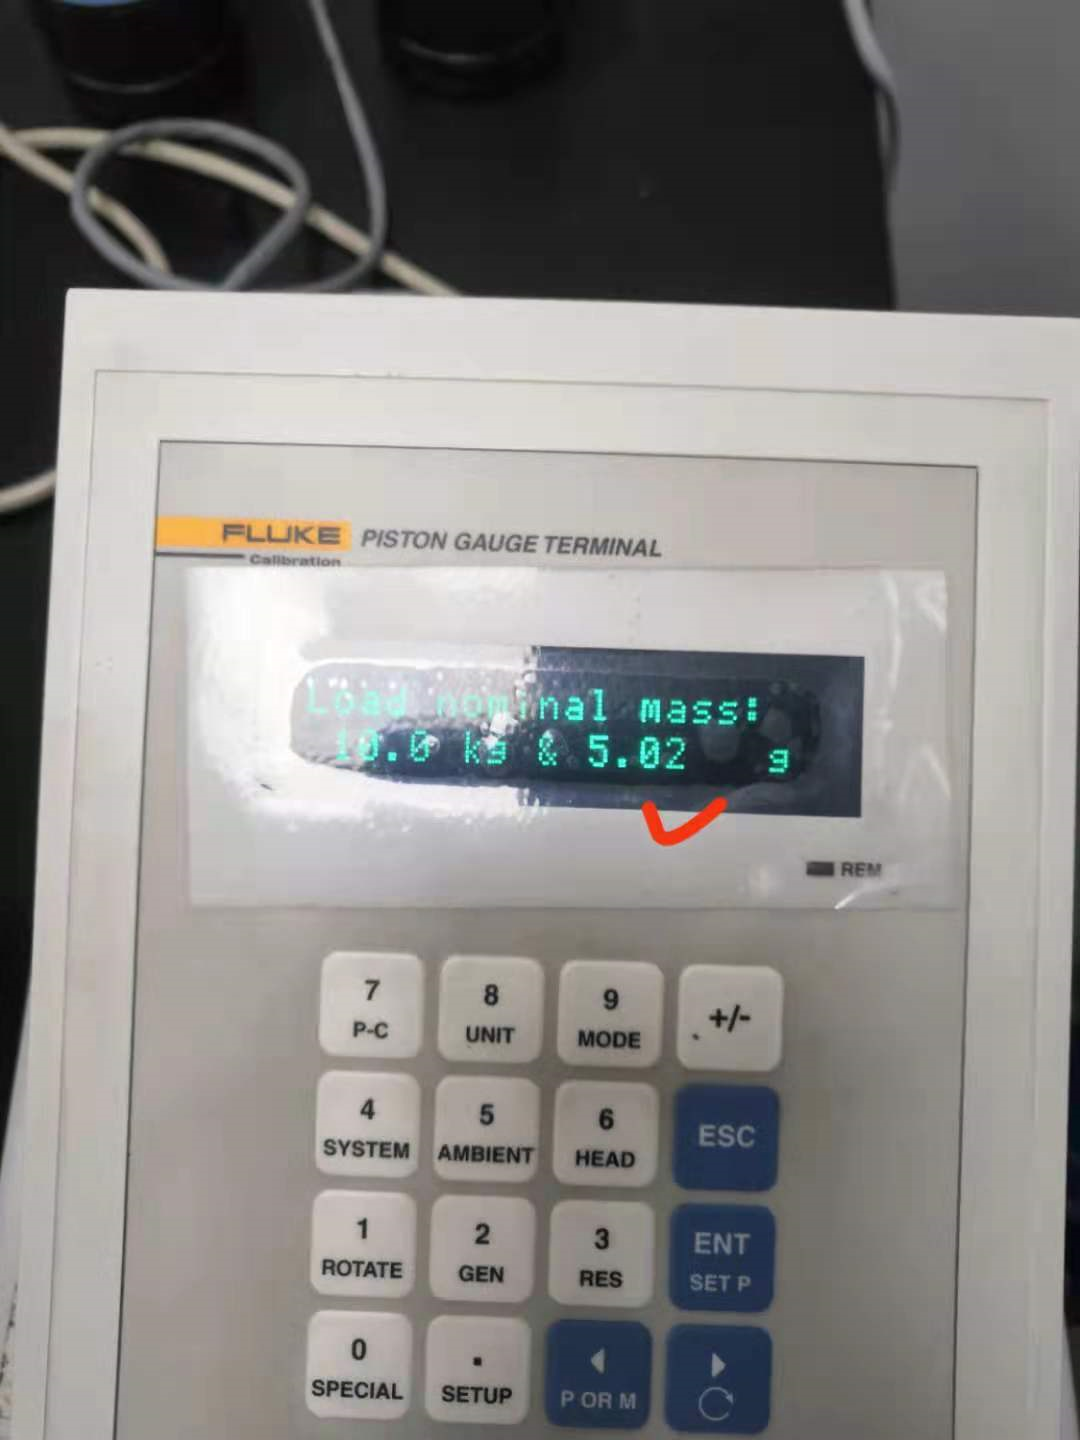 FLUKE PISTON GAUGE TERMINAL
Calibration
Load nominal mass:
10.0 kg & 5.02 g
REM
7 8 9 +/-
P-C UNIT MODE
4 5 6 ESC
SYSTEM AMBIENT HEAD
1 2 3 ENT
ROTATE GEN RES SET P
0 .
SPECIAL SETUP P OR M